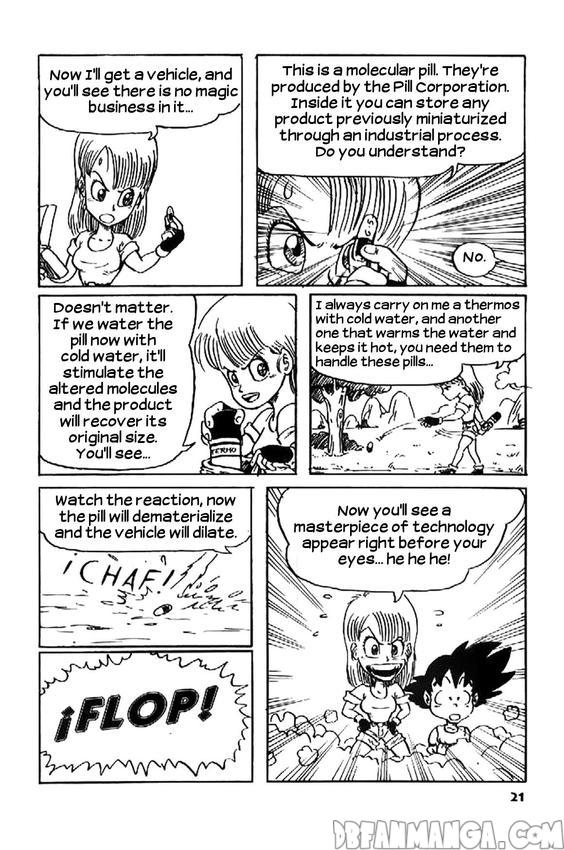 Now I'll get a vehicle, and
you'll see there is no magic
business in it...
This is a molecular pill. They're
produced by the Pill Corporation.
Inside it you can store any
product previously miniaturized
through an industrial process.
Do you understand?
No.
Doesn't matter.
If we water the
pill now with
cold water, it'll
stimulate the
altered molecules
and the product
will recover its
original size.
You'll see...
TERMO
I always carry on me a thermos
with cold water, and another
one that warms the water and
keeps it hot, you need them to
handle these pills...
Watch the reaction, now
the pill will dematerialize
and the vehicle will dilate.
¡CHAF!
¡FLOP!
Now you'll see a
masterpiece of technology
appear right before your
eyes... he he he!
21
DBFANMANGA.COM